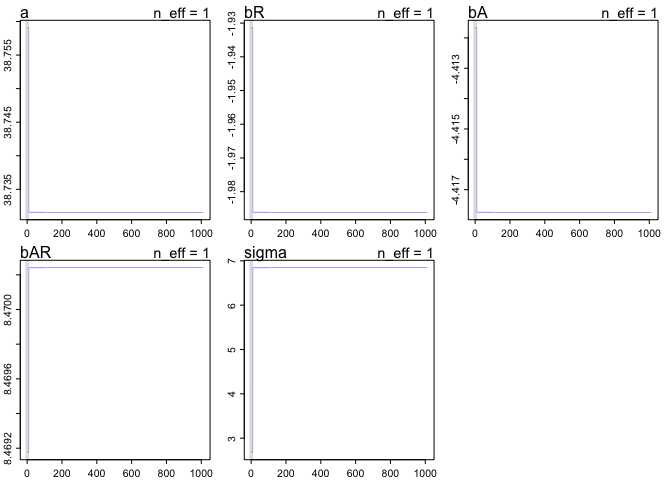 a n_eff = 1 bR n_eff = 1 bA n_eff = 1
38.735 38.745 38.755
-1.98 -1.97 -1.96 -1.95 -1.94 -1.93
-4.417 -4.415 -4.413
0 200 400 600 800 1000 0 200 400 600 800 1000 0 200 400 600 800 1000
bAR n_eff = 1 sigma n_eff = 1
8.4692 8.4696 8.4700
3 4 5 6 7
0 200 400 600 800 1000 0 200 400 600 800 1000